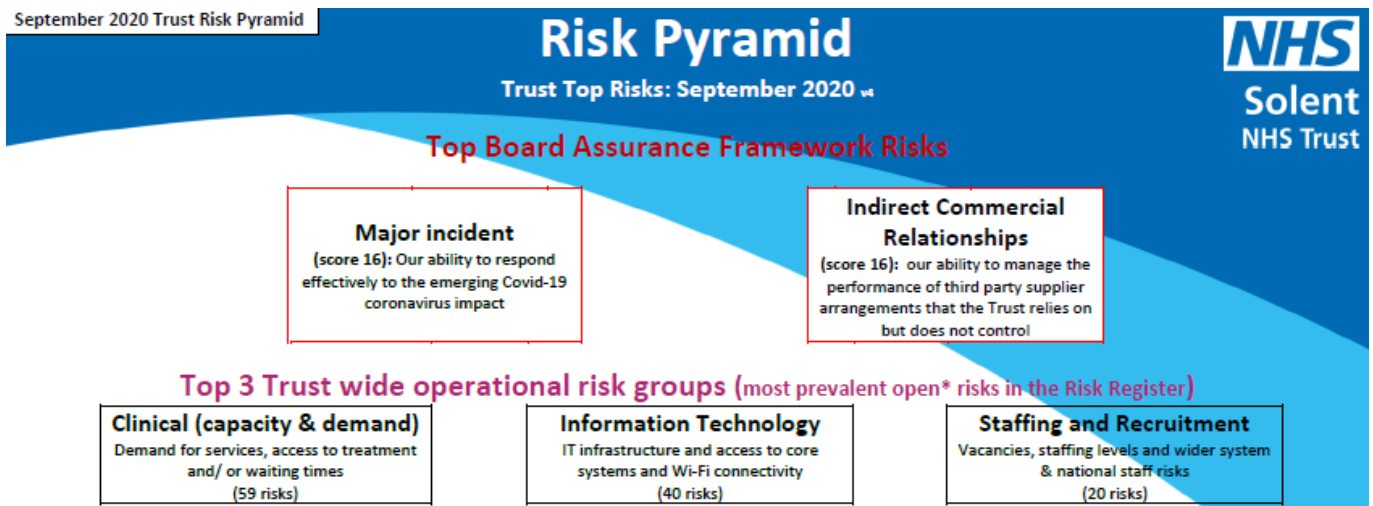 September 2020 Trust Risk Pyramid
Risk Pyramid
Trust Top Risks: September 2020 v4
NHS
Solent
NHS Trust
Top Board Assurance Framework Risks
Major incident
(score 16): Our ability to respond
effectively to the emerging Covid-19
coronavirus impact
Indirect Commercial
Relationships
(score 16): our ability to manage the
performance of third party supplier
arrangements that the Trust relies on
but does not control
Top 3 Trust wide operational risk groups (most prevalent open* risks in the Risk Register)
Clinical (capacity & demand)
Demand for services, access to treatment
and/ or waiting times
(59 risks)
Information Technology
IT infrastructure and access to core
systems and Wi-Fi connectivity
(40 risks)
Staffing and Recruitment
Vacancies, staffing levels and wider system
& national staff risks
(20 risks)